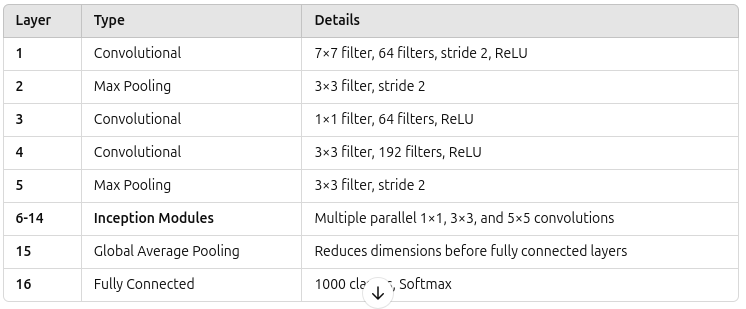 Layer Type Details
1 Convolutional 7×7 filter, 64 filters, stride 2, ReLU
2 Max Pooling 3×3 filter, stride 2
3 Convolutional 1×1 filter, 64 filters, ReLU
4 Convolutional 3×3 filter, 192 filters, ReLU
5 Max Pooling 3×3 filter, stride 2
6-14 Inception Modules Multiple parallel 1×1, 3×3, and 5×5 convolutions
15 Global Average Pooling Reduces dimensions before fully connected layers
16 Fully Connected 1000 Softmax